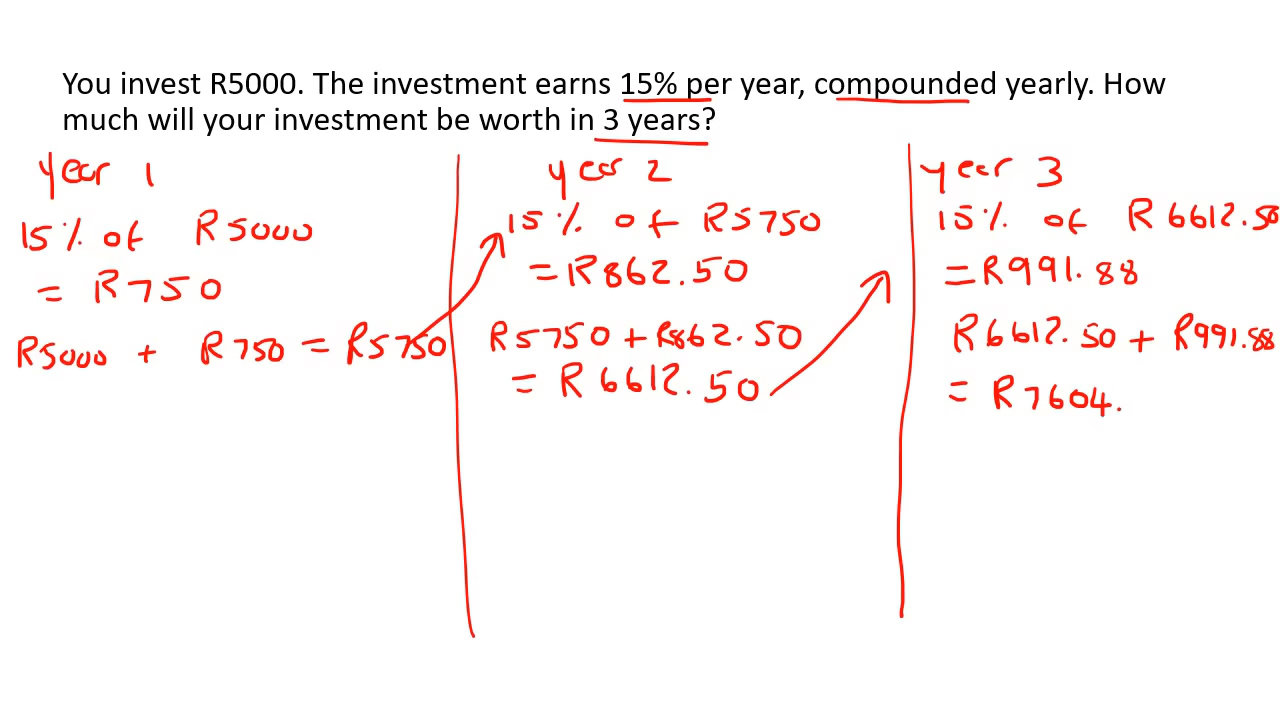 You invest R5000. The investment earns 15% per year, compounded yearly. How
much will your investment be worth in 3 years?
year 1
15% of R5000
= R750
R5000 + R750 = R5750
year 2
15% of R5750
= R862.50
R5750 + R862.50
= R6612.50
year 3
15% of R6612.50
= R991.88
R6612.50 + R991.88
= R7604.